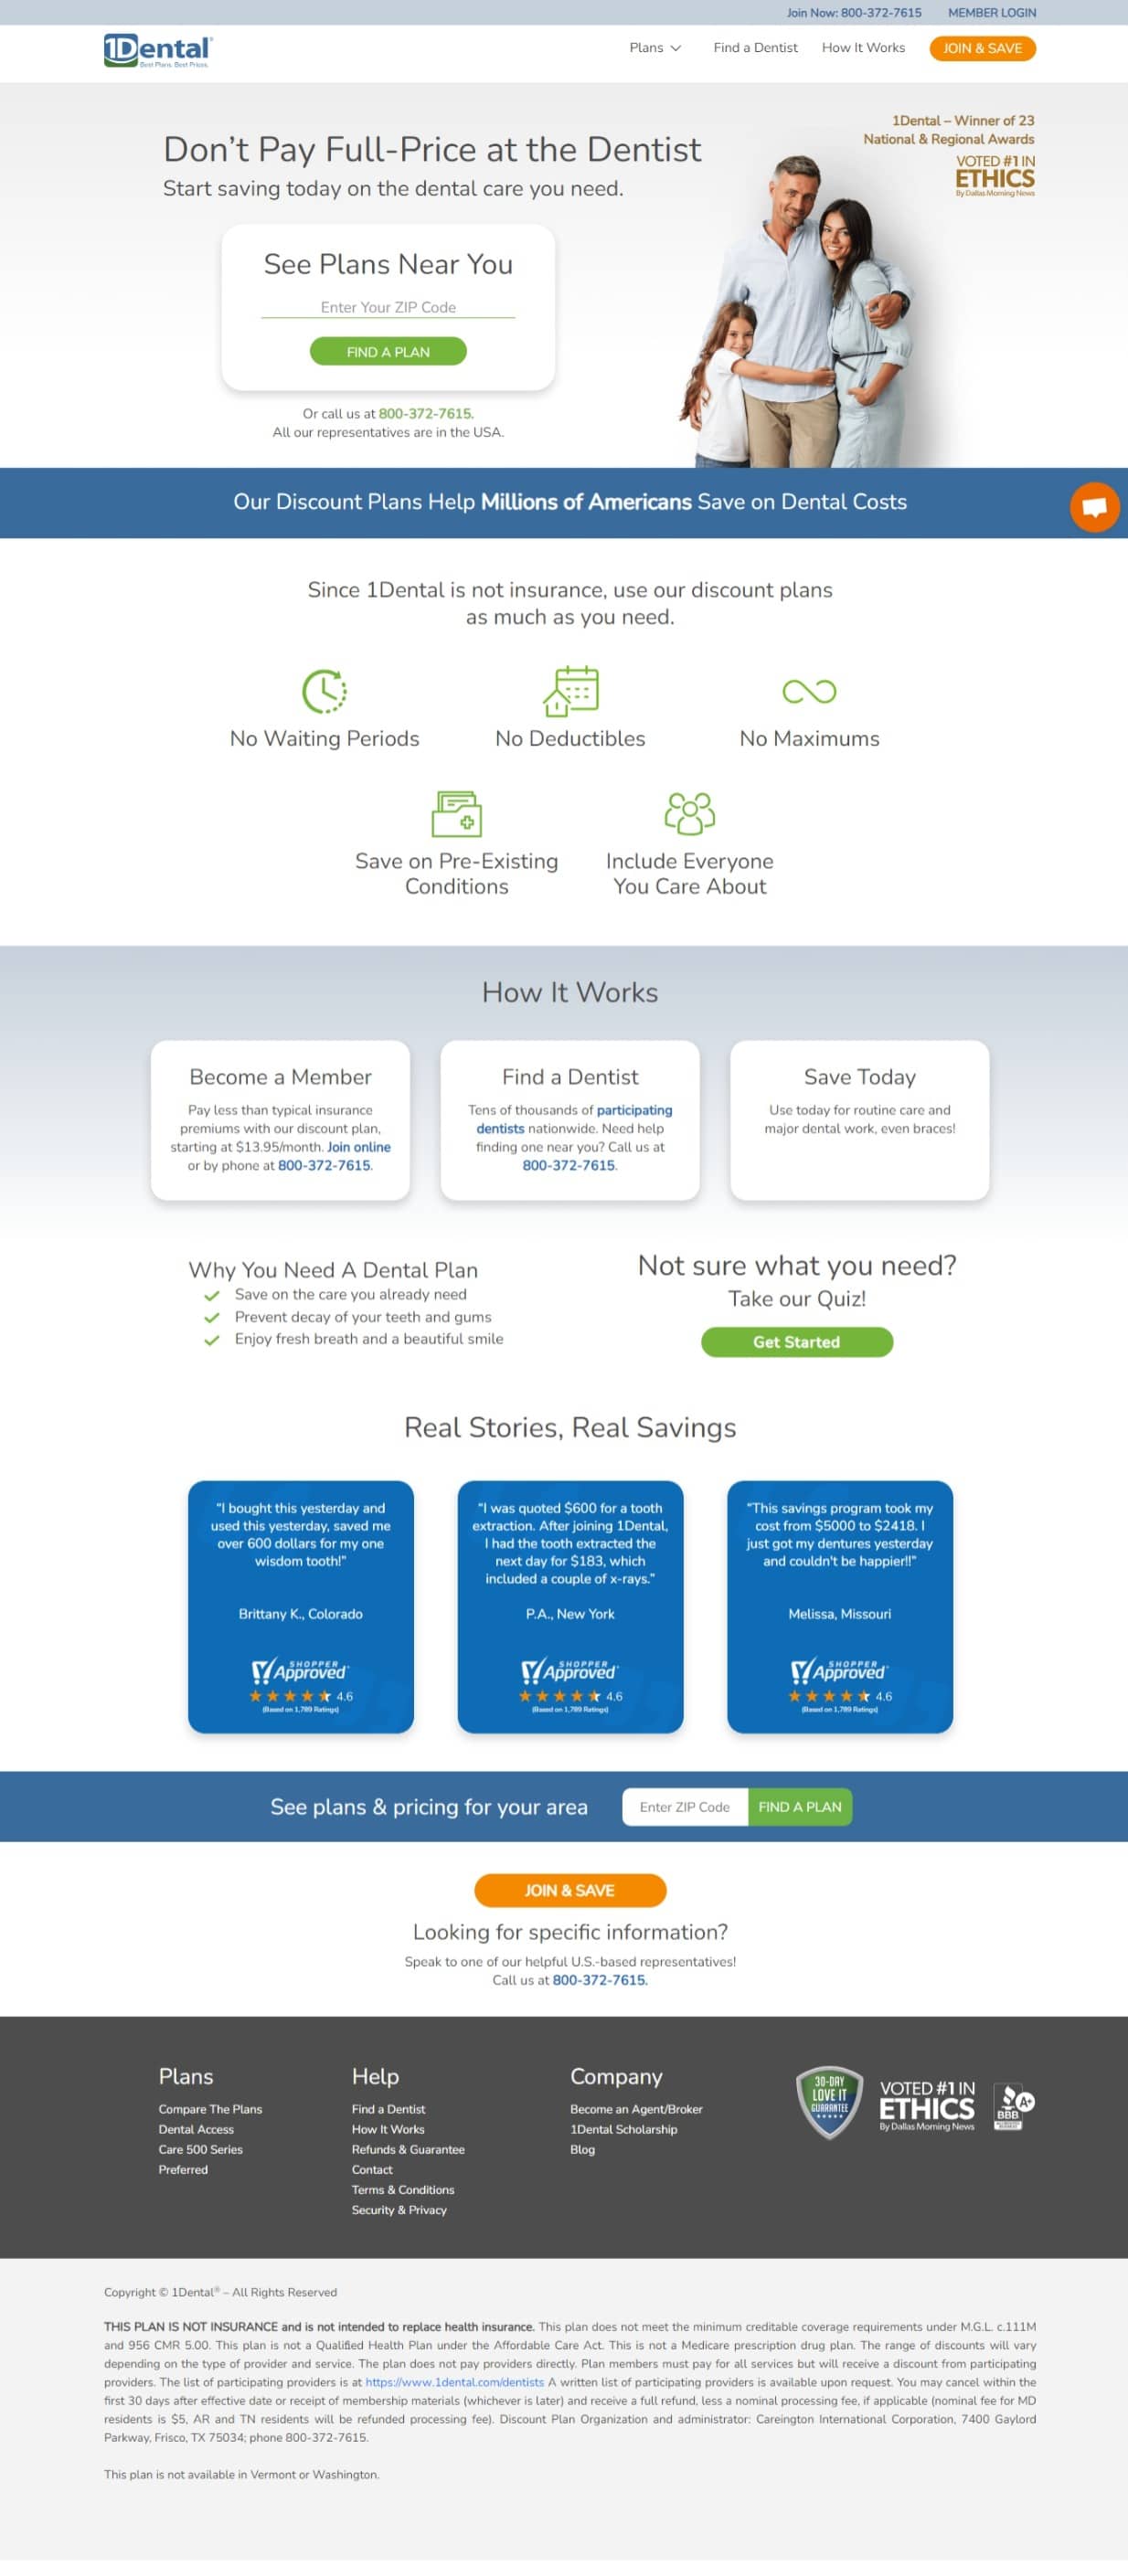 Join Now: 800-372-7615 MEMBER LOGIN
1Dental®
Best Plans. Best Prices.
Plans Find a Dentist How It Works JOIN & SAVE
1Dental – Winner of 23
National & Regional Awards
VOTED #1 IN
ETHICS
By Dallas Morning News
Don’t Pay Full-Price at the Dentist
Start saving today on the dental care you need.
See Plans Near You
Enter Your ZIP Code
FIND A PLAN
Or call us at 800-372-7615.
All our representatives are in the USA.
Our Discount Plans Help Millions of Americans Save on Dental Costs
Since 1Dental is not insurance, use our discount plans
as much as you need.
No Waiting Periods
No Deductibles
No Maximums
Save on Pre-Existing
Conditions
Include Everyone
You Care About
How It Works
Become a Member
Pay less than typical insurance
premiums with our discount plan,
starting at $13.95/month. Join online
or by phone at 800-372-7615.
Find a Dentist
Tens of thousands of participating
dentists nationwide. Need help
finding one near you? Call us at
800-372-7615.
Save Today
Use today for routine care and
major dental work, even braces!
Why You Need A Dental Plan
Save on the care you already need
Prevent decay of your teeth and gums
Enjoy fresh breath and a beautiful smile
Not sure what you need?
Take our Quiz!
Get Started
Real Stories, Real Savings
“I bought this yesterday and
used this yesterday, saved me
over 600 dollars for my one
wisdom tooth!”
Brittany K., Colorado
SHOPPER
Approved
4.6
(Based on 1,789 Ratings)
“I was quoted $600 for a tooth
extraction. After joining 1Dental,
I had the tooth extracted the
next day for $183, which
included a couple of x-rays.”
P.A., New York
SHOPPER
Approved
4.6
(Based on 1,789 Ratings)
"This savings program took my
cost from $5000 to $2418. I
just got my dentures yesterday
and couldn't be happier!!”
Melissa, Missouri
SHOPPER
Approved
4.6
(Based on 1,789 Ratings)
See plans & pricing for your area
Enter ZIP Code FIND A PLAN
JOIN & SAVE
Looking for specific information?
Speak to one of our helpful U.S.-based representatives!
Call us at 800-372-7615.
Plans
Compare The Plans
Dental Access
Care 500 Series
Preferred
Help
Find a Dentist
How It Works
Refunds & Guarantee
Contact
Terms & Conditions
Security & Privacy
Company
Become an Agent/Broker
1Dental Scholarship
Blog
30-DAY
LOVE IT
GUARANTEE
VOTED #1 IN
ETHICS
By Dallas Morning News
BBB
A+
Copyright © 1Dental® – All Rights Reserved
THIS PLAN IS NOT INSURANCE and is not intended to replace health insurance. This plan does not meet the minimum creditable coverage requirements under M.G.L. c.111M
and 956 CMR 5.00. This plan is not a Qualified Health Plan under the Affordable Care Act. This is not a Medicare prescription drug plan. The range of discounts will vary
depending on the type of provider and service. The plan does not pay providers directly. Plan members must pay for all services but will receive a discount from participating
providers. The list of participating providers is at https://www.1dental.com/dentists A written list of participating providers is available upon request. You may cancel within the
first 30 days after effective date or receipt of membership materials (whichever is later) and receive a full refund, less a nominal processing fee, if applicable (nominal fee for MD
residents is $5, AR and TN residents will be refunded processing fee). Discount Plan Organization and administrator: Careington International Corporation, 7400 Gaylord
Parkway, Frisco, TX 75034; phone 800-372-7615.
This plan is not available in Vermont or Washington.